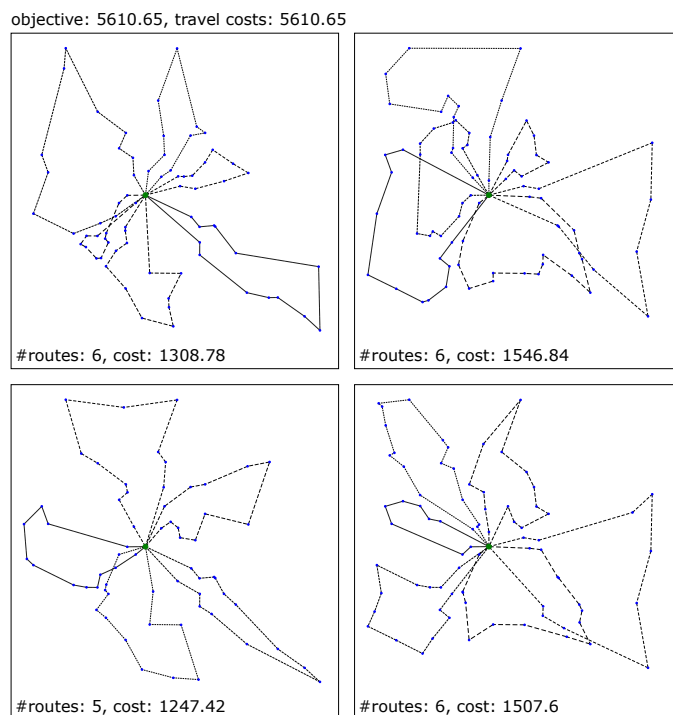 objective: 5610.65, travel costs: 5610.65
#routes: 6, cost: 1308.78
#routes: 6, cost: 1546.84
#routes: 5, cost: 1247.42
#routes: 6, cost: 1507.6